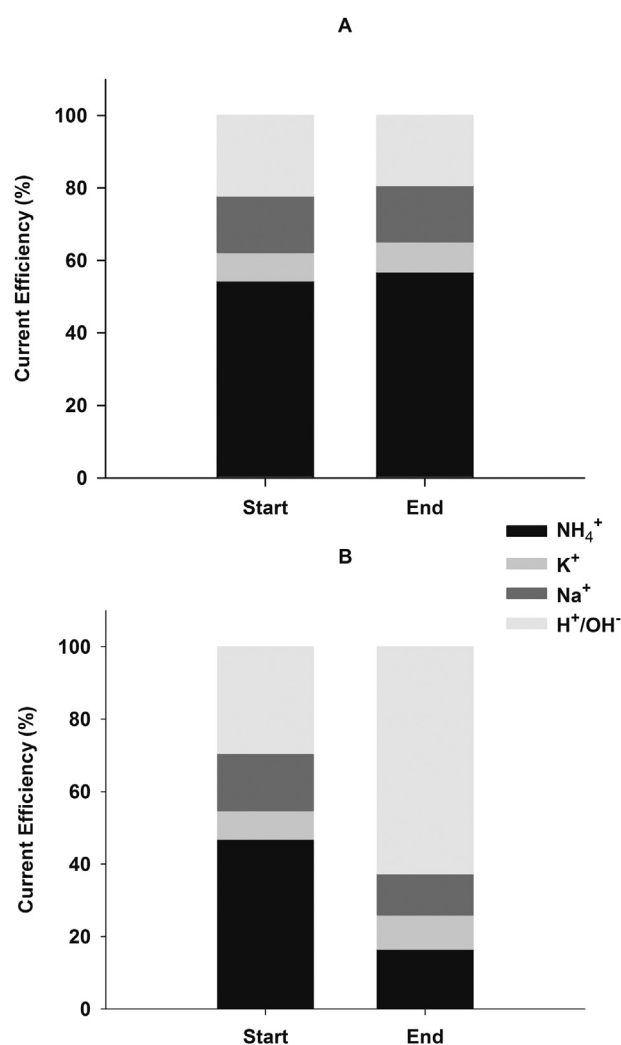 A
Current Efficiency (%)
100
80
60
40
20
0
Start End
NH₄⁺
K⁺
Na⁺
H⁺/OH⁻
B
Current Efficiency (%)
100
80
60
40
20
0
Start End